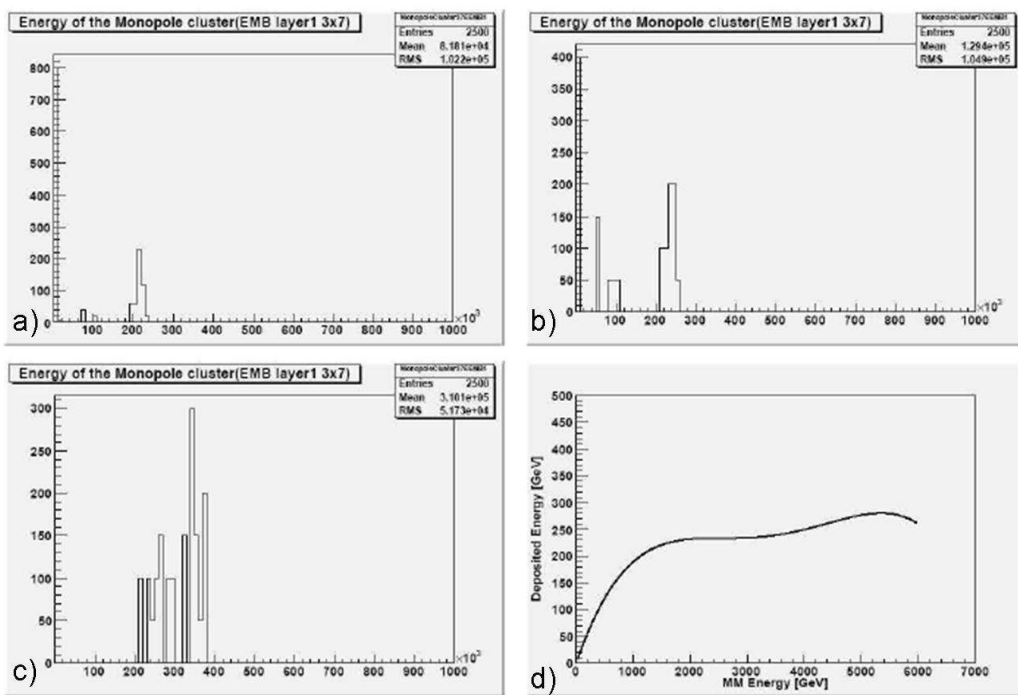 Energy of the Monopole cluster(EMB layer1 3x7)
Entries 2500
Mean 8.181e+04
RMS 1.022e+05
800
700
600
500
400
300
200
100
0
100 200 300 400 500 600 700 800 900 1000
×10³
a)
Energy of the Monopole cluster(EMB layer1 3x7)
Entries 2500
Mean 1.294e+05
RMS 1.049e+05
400
350
300
250
200
150
100
50
0
100 200 300 400 500 600 700 800 900 1000
×10³
b)
Energy of the Monopole cluster(EMB layer1 3x7)
Entries 2500
Mean 3.101e+05
RMS 5.173e+04
300
250
200
150
100
50
0
100 200 300 400 500 600 700 800 900 1000
×10³
c)
Deposited Energy [GeV]
500
450
400
350
300
250
200
150
100
50
0
0 1000 2000 3000 4000 5000 6000 7000
MM Energy [GeV]
d)